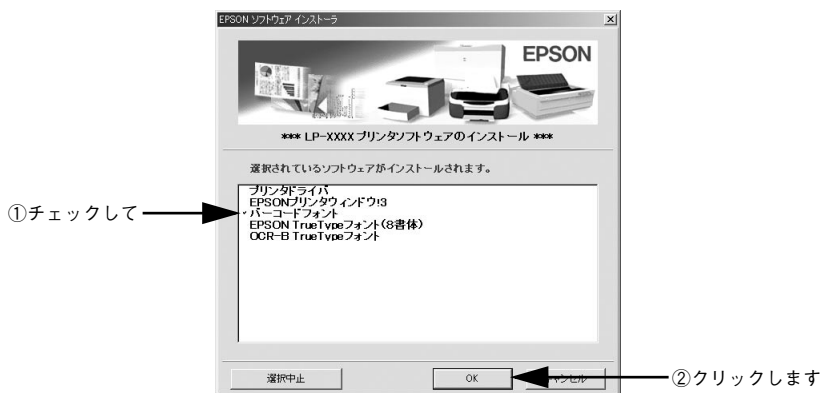 EPSON ソフトウェア インストーラ
EPSON
*** LP-XXXX プリンタソフトウェアのインストール ***
選択されているソフトウェアがインストールされます。
プリンタドライバ
EPSONプリンタウィンドウ!3
①チェックして
バーコードフォント
EPSON TrueTypeフォント(8書体)
OCR-B TrueTypeフォント
選択中止
OK
②クリックします